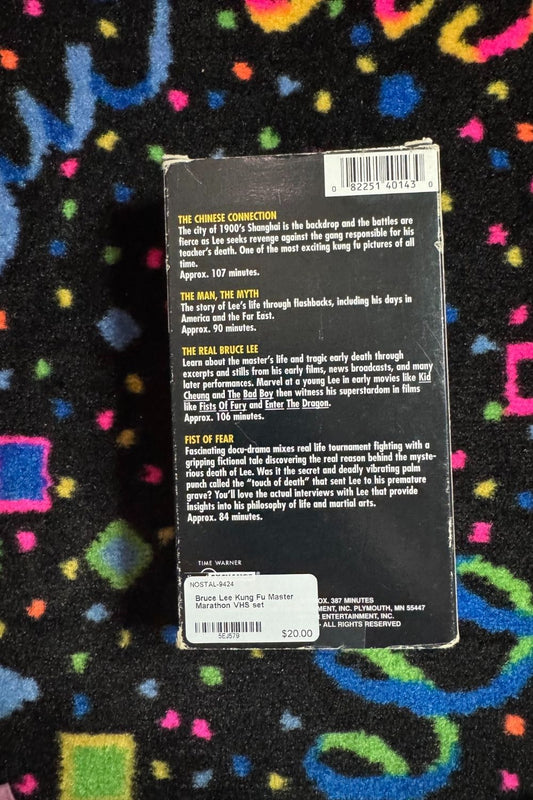 0 82251 40143 0
THE CHINESE CONNECTION
The city of 1900's Shanghai is the backdrop and the battles are
fierce as Lee seeks revenge against the gang responsible for his
teacher's death. One of the most exciting kung fu pictures of all
time.
Approx. 107 minutes.
THE MAN, THE MYTH
The story of Lee's life through flashbacks, including his days in
America and the Far East.
Approx. 90 minutes.
THE REAL BRUCE LEE
Learn about the master's life and tragic early death through
excerpts and stills from his early films, news broadcasts, and many
later performances. Marvel at a young Lee in early movies like Kid
Cheung and The Bad Boy then witness his superstardom in films
like Fists Of Fury and Enter The Dragon.
Approx. 106 minutes.
FIST OF FEAR
Fascinating docu-drama mixes real life tournament fighting with a
gripping fictional tale discovering the real reason behind the myste-
rious death of Lee. Was it the secret and deadly vibrating palm
punch called the "touch of death" that sent Lee to his premature
grave? You'll love the actual interviews with Lee that provide
insights into his philosophy of life and martial arts.
Approx. 84 minutes.
TIME WARNER
NOSTAL-9424
Bruce Lee Kung Fu Master
Marathon VHS set
5EJ579
$20.00
OX. 387 MINUTES
MENT, INC. PLYMOUTH, MN 55447
ENTERTAINMENT, INC.
ALL RIGHTS RESERVED